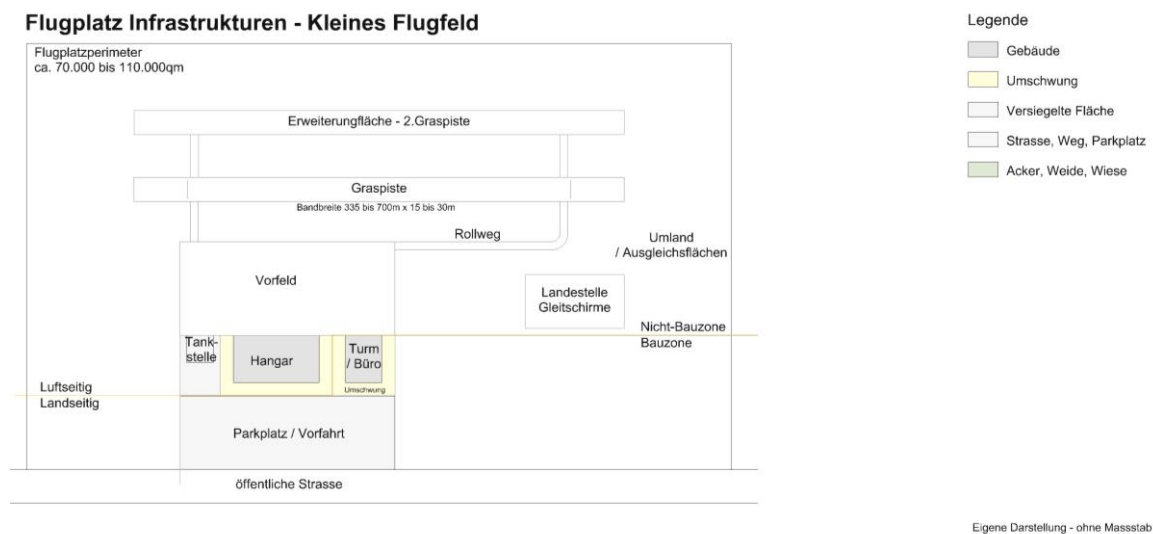 Flugplatz Infrastrukturen - Kleines Flugfeld
Flugplatzperimeter
ca. 70.000 bis 110.000qm
Erweiterungfläche - 2.Graspiste
Graspiste
Bandbreite 335 bis 700m x 15 bis 30m
Rollweg
Umland
/ Ausgleichsflächen
Vorfeld
Landestelle
Gleitschirme
Nicht-Bauzone
Bauzone
Tank-
stelle
Hangar
Turm
/ Büro
Umschwung
Luftseitig
Landseitig
Parkplatz / Vorfahrt
öffentliche Strasse
Legende
Gebäude
Umschwung
Versiegelte Fläche
Strasse, Weg, Parkplatz
Acker, Weide, Wiese
Eigene Darstellung - ohne Massstab